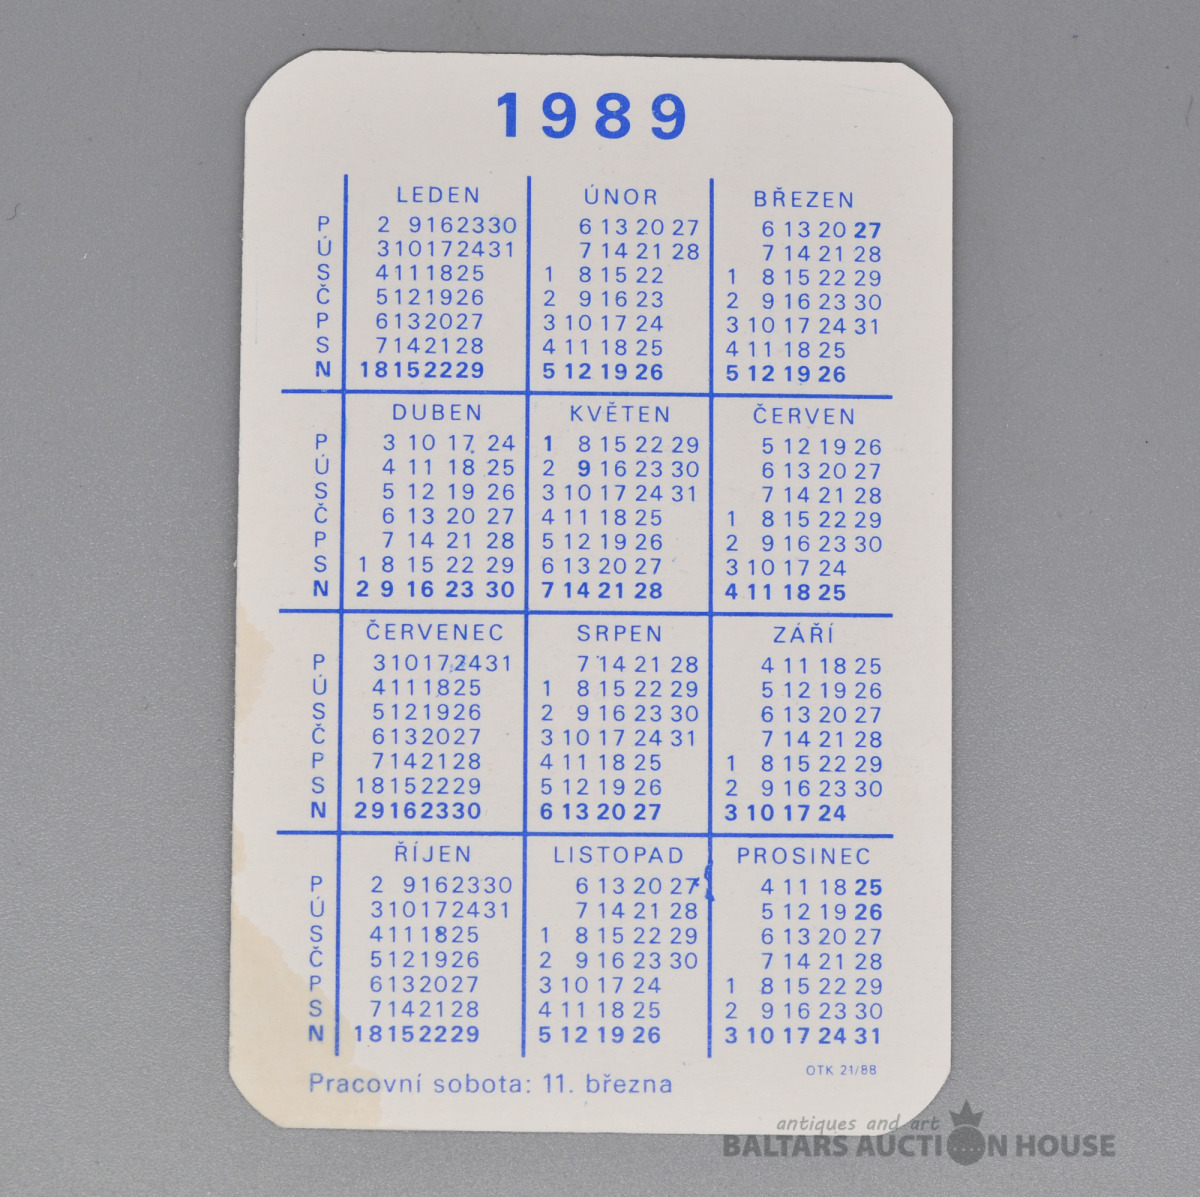 1989
LEDEN ÚNOR BŘEZEN
P 2 9 16 23 30 6 13 20 27 6 13 20 27
Ú 3 10 17 24 31 7 14 21 28 7 14 21 28
S 4 11 18 25 1 8 15 22 1 8 15 22 29
Č 5 12 19 26 2 9 16 23 2 9 16 23 30
P 6 13 20 27 3 10 17 24 3 10 17 24 31
S 7 14 21 28 4 11 18 25 4 11 18 25
N 1 8 15 22 29 5 12 19 26 5 12 19 26
DUBEN KVĚTEN ČERVEN
P 3 10 17 24 1 8 15 22 29 5 12 19 26
Ú 4 11 18 25 2 9 16 23 30 6 13 20 27
S 5 12 19 26 3 10 17 24 31 7 14 21 28
Č 6 13 20 27 4 11 18 25 1 8 15 22 29
P 7 14 21 28 5 12 19 26 2 9 16 23 30
S 1 8 15 22 29 6 13 20 27 3 10 17 24
N 2 9 16 23 30 7 14 21 28 4 11 18 25
ČERVENEC SRPEN ZÁŘÍ
P 3 10 17 24 31 7 14 21 28 4 11 18 25
Ú 4 11 18 25 1 8 15 22 29 5 12 19 26
S 5 12 19 26 2 9 16 23 30 6 13 20 27
Č 6 13 20 27 3 10 17 24 31 7 14 21 28
P 7 14 21 28 4 11 18 25 1 8 15 22 29
S 1 8 15 22 29 5 12 19 26 2 9 16 23 30
N 2 9 16 23 30 6 13 20 27 3 10 17 24
ŘÍJEN LISTOPAD PROSINEC
P 2 9 16 23 30 6 13 20 27 4 11 18 25
Ú 3 10 17 24 31 7 14 21 28 5 12 19 26
S 4 11 18 25 1 8 15 22 29 6 13 20 27
Č 5 12 19 26 2 9 16 23 30 7 14 21 28
P 6 13 20 27 3 10 17 24 1 8 15 22 29
S 7 14 21 28 4 11 18 25 2 9 16 23 30
N 1 8 15 22 29 5 12 19 26 3 10 17 24 31
OTK 21/88
Pracovní sobota: 11. března
antiques and art
BALTARS AUCTION HOUSE